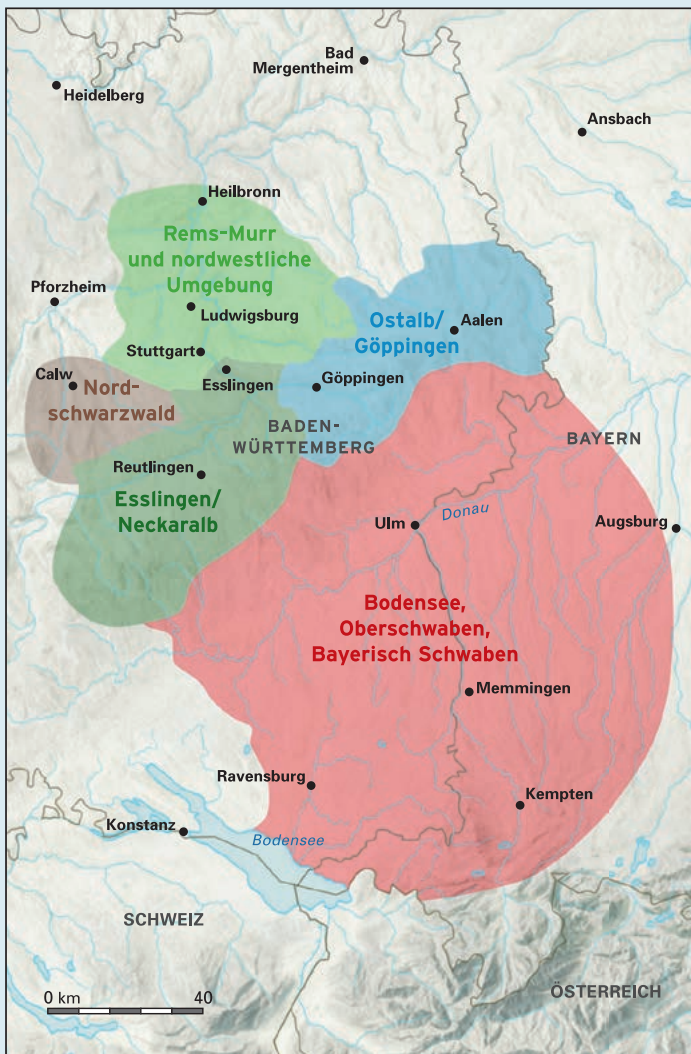 Bad
Mergentheim
Heidelberg
Ansbach
Heilbronn
Rems-Murr
und nordwestliche
Umgebung
Pforzheim
Ludwigsburg
Ostalb/
Göppingen
Aalen
Stuttgart
Esslingen
Calw
Göppingen
Nord-
schwarzwald
BADEN-
WÜRTTEMBERG
BAYERN
Reutlingen
Esslingen/
Neckaralb
Donau
Ulm
Augsburg
Bodensee,
Oberschwaben,
Bayerisch Schwaben
Memmingen
Ravensburg
Kempten
Konstanz
Bodensee
SCHWEIZ
ÖSTERREICH
0 km 40